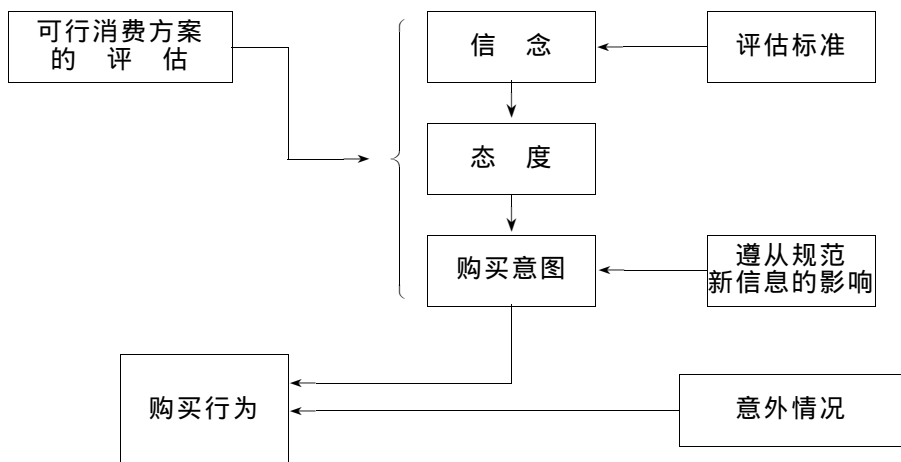 可行消费方案
的 评 估
信 念
评估标准
态 度
购买意图
遵从规范
新信息的影响
购买行为
意外情况